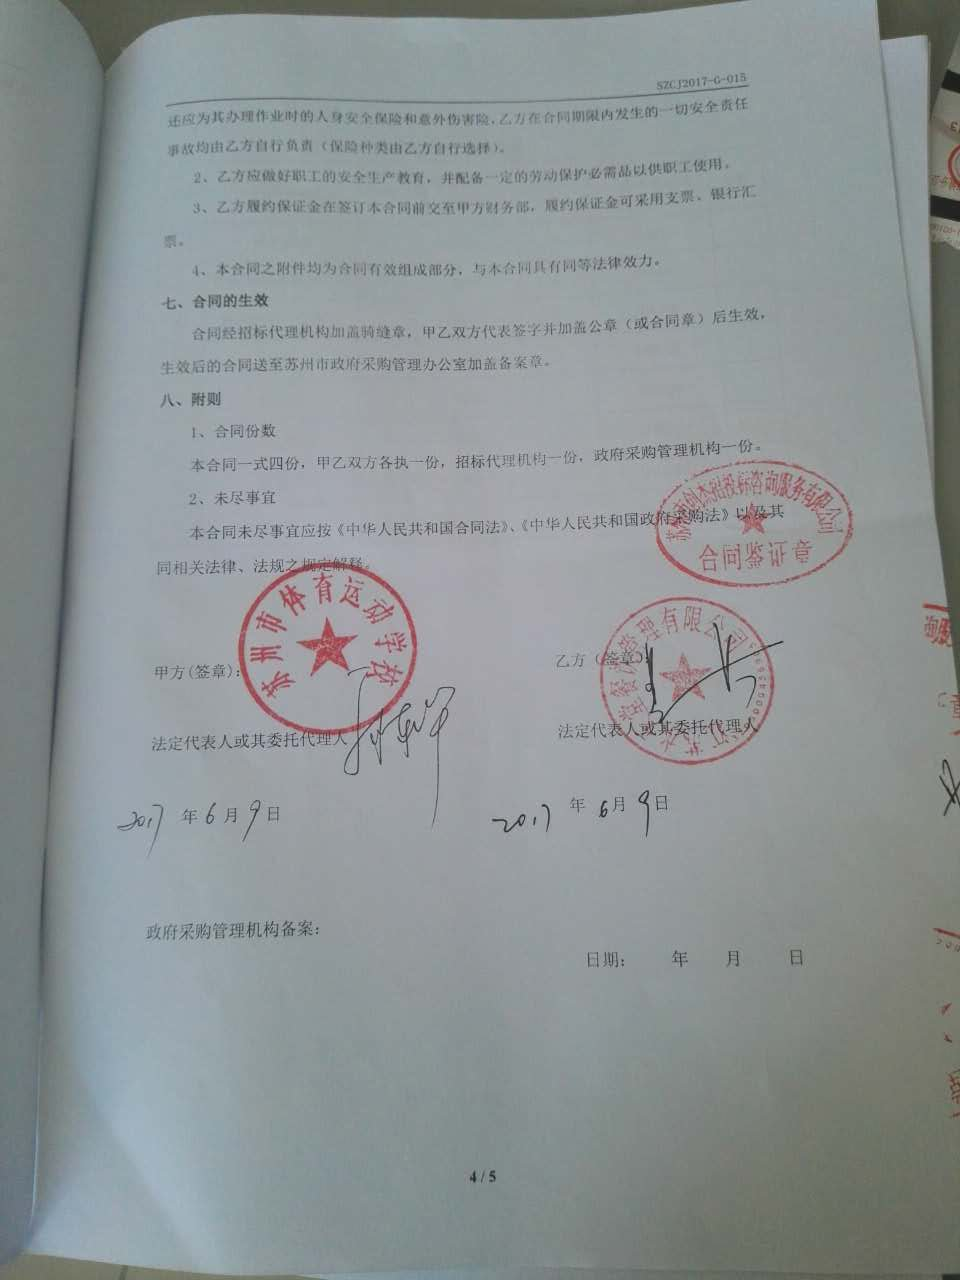 SZCJ2017-G-015
还应为其办理作业时的人身安全保险和意外伤害险,乙方在合同期限内发生的一切安全责任
事故均由乙方自行负责（保险种类由乙方自行选择）。
2、乙方应做好职工的安全生产教育，并配备一定的劳动保护必需品以供职工使用。
3、乙方履约保证金在签订本合同前交至甲方财务部，履约保证金可采用支票、银行汇
票。
4、本合同之附件均为合同有效组成部分，与本合同具有同等法律效力。
七、合同的生效
合同经招标代理机构加盖骑缝章，甲乙双方代表签字并加盖公章（或合同章）后生效，
生效后的合同送至苏州市政府采购管理办公室加盖备案章。
八、附则
1、合同份数
本合同一式四份，甲乙双方各执一份，招标代理机构一份，政府采购管理机构一份。
2、未尽事宜
本合同未尽事宜应按《中华人民共和国合同法》、《中华人民共和国政府采购法》以及其
同相关法律、法规之规定解释。
招投标咨询服务有限公司
合同鉴证章
苏州市体育运动学校
餐饮管理有限公司
甲方(签章):
乙方（签章）
法定代表人或其委托代理人
法定代表人或其委托代理人
2017 年 6 月 9 日
2017 年 6 月 9 日
政府采购管理机构备案:
日期: 年 月 日
4 / 5